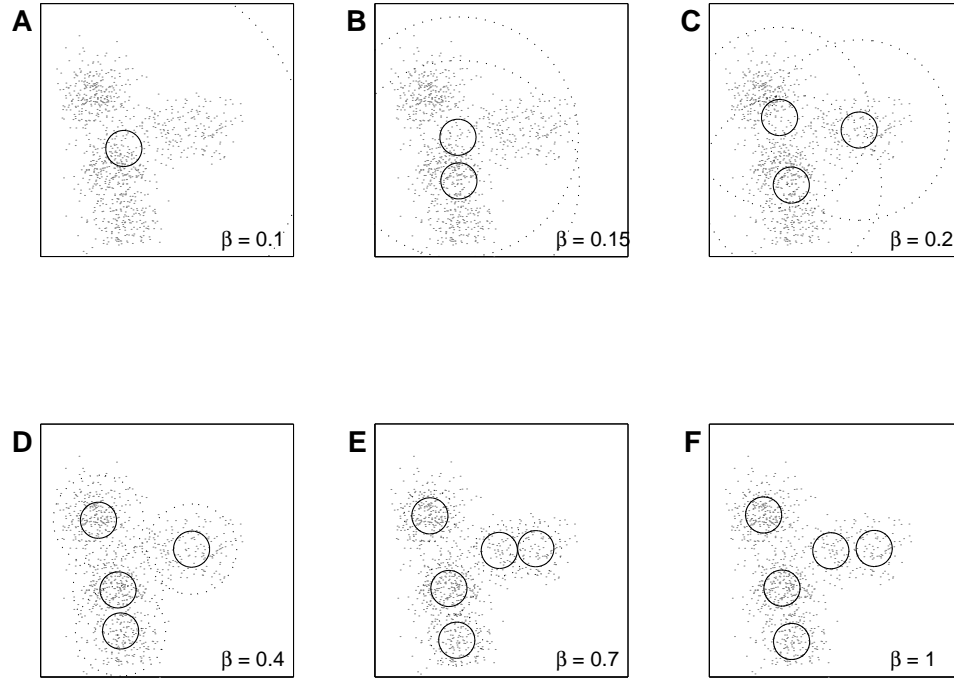 A
β = 0.1
B
β = 0.15
C
β = 0.2
D
β = 0.4
E
β = 0.7
F
β = 1